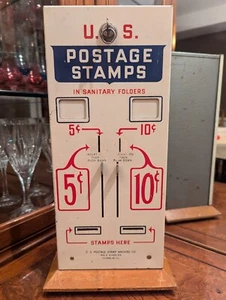 U. S.
POSTAGE
STAMPS
IN SANITARY FOLDERS
5¢ 10¢
5¢ 10¢
STAMPS HERE